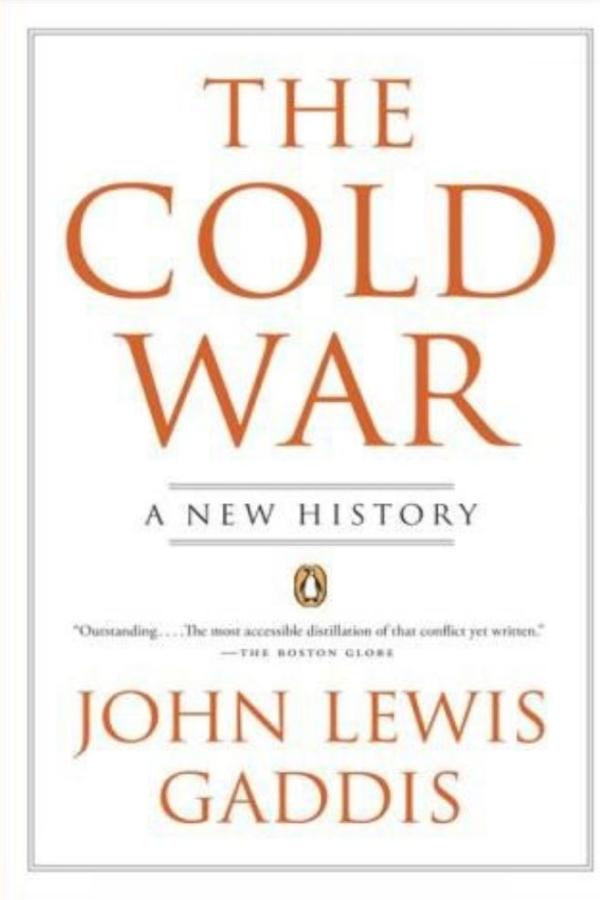 THE
COLD
WAR
A NEW HISTORY
"Outstanding. . . .The most accessible distillation of that conflict yet written."
—THE BOSTON GLOBE
JOHN LEWIS
GADDIS